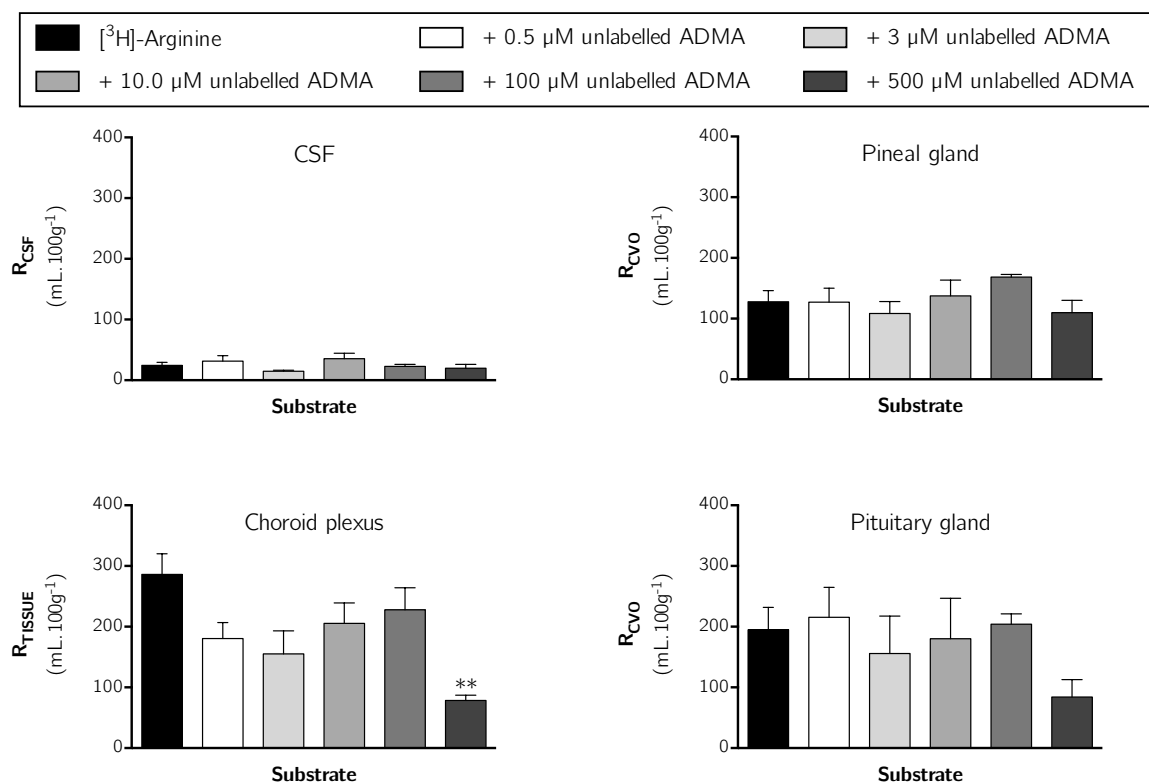 [³H]-Arginine
+ 0.5 µM unlabelled ADMA
+ 3 µM unlabelled ADMA
+ 10.0 µM unlabelled ADMA
+ 100 µM unlabelled ADMA
+ 500 µM unlabelled ADMA
CSF
400
300
200
100
0
R_CSF
(mL.100g⁻¹)
Substrate
Pineal gland
400
300
200
100
0
R_CVO
(mL.100g⁻¹)
Substrate
Choroid plexus
400
300
200
100
0
R_TISSUE
(mL.100g⁻¹)
**
Substrate
Pituitary gland
400
300
200
100
0
R_CVO
(mL.100g⁻¹)
Substrate